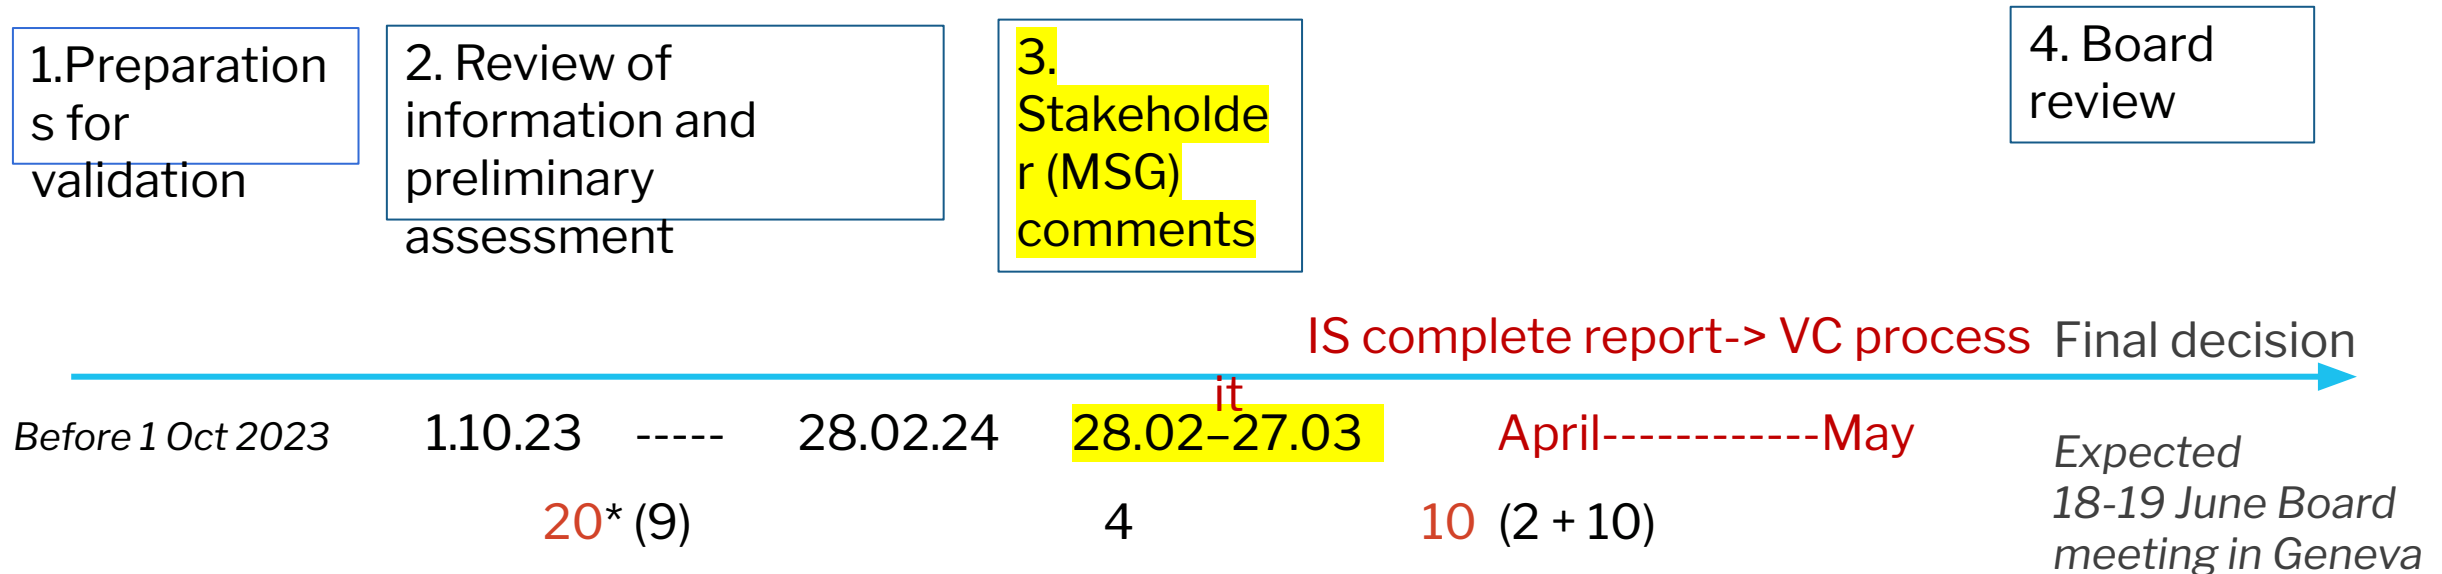 1.Preparation
s for
validation
2. Review of
information and
preliminary
assessment
3.
Stakeholde
r (MSG)
comments
4. Board
review
IS complete report-> VC process
it
Final decision
Before 1 Oct 2023
1.10.23 ----- 28.02.24
28.02–27.03
April------------May
Expected
18-19 June Board
meeting in Geneva
20* (9)
4
10 (2 + 10)